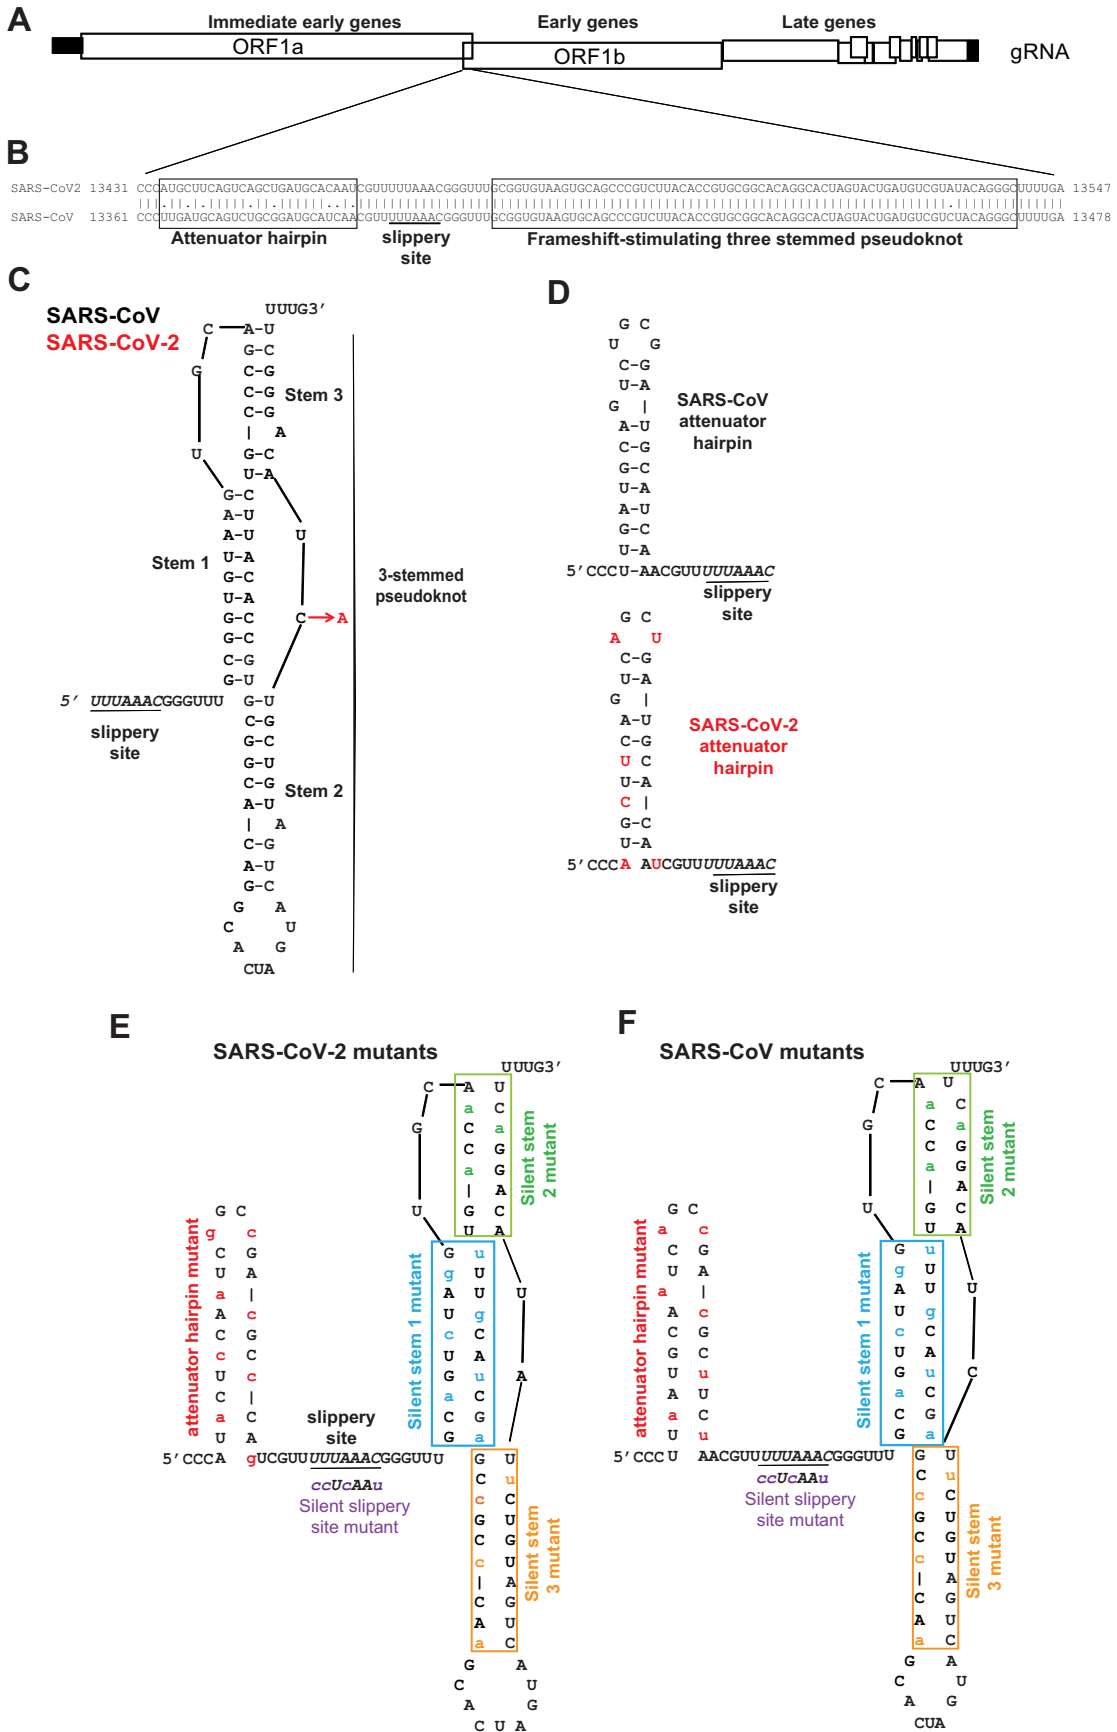 A
Immediate early genes
Early genes
Late genes
ORF1a
ORF1b
gRNA
B
SARS-CoV2 13431 CCCAUGCUUCAGUCAGCUGAUGCACAAUCGUUUUUAAACGGGUUUGCGGUGUAAGUGCAGCCCGUCUUACACCGUGCGGCACAGGCACUAGUACUGAUGUCGUAUACAGGGCUUUUGA 13547
SARS-CoV 13361 CCCUUGAUGCAGUCUGCGGAUGCAUCAACGUUUUUAAACGGGUUUGCGGUGUAAGUGCAGCCCGUCUUACACCGUGCGGCACAGGCACUAGUACUGAUGUCGUCUACAGGGCUUUUGA 13478
Attenuator hairpin
slippery
site
Frameshift-stimulating three stemmed pseudoknot
C
SARS-CoV
SARS-CoV-2
UUUG3′
C A-U
G-C
G C-G
C-G
Stem 3
C-G
A
G-C A
U U-A
G-C
A-U
A-U U
Stem 1
U-A
G-C
U-A
3-stemmed
pseudoknot
G-C
G-C C → A
C-G
G-U
5′ UUUAAACGGGUUU G-U
slippery
site
C-G
G-C
C-U
G-G
C-U
Stem 2
A-U
A
C-G
A-U
G-C
G A
C U
A G
CUA
D
G C
U G
C-G
U-A
G
A-U
C-G
G-C
U-A
A-U
G-C
U-A
5′CCCU-AACGUUUUUAAAC
slippery
site
SARS-CoV
attenuator
hairpin
G C
A U
C-G
U-A
G
A-U
C-G
U C
U-A
C
G-C
U-A
5′CCCA AUCGUUUUUAAAC
slippery
site
SARS-CoV-2
attenuator
hairpin
E
SARS-CoV-2 mutants
UUUG3′
attenuator hairpin mutant
Silent stem 1 mutant
Silent stem
2 mutant
Silent stem
3 mutant
slippery
site
5′CCCA gUCGUUUUUAAACGGGUUU
ccUcAAu
Silent slippery
site mutant
F
SARS-CoV mutants
UUUG3′
attenuator hairpin mutant
Silent stem 1 mutant
Silent stem
2 mutant
Silent stem
3 mutant
5′CCCU AACGUUUUUAAACGGGUUU
ccUcAAu
Silent slippery
site mutant